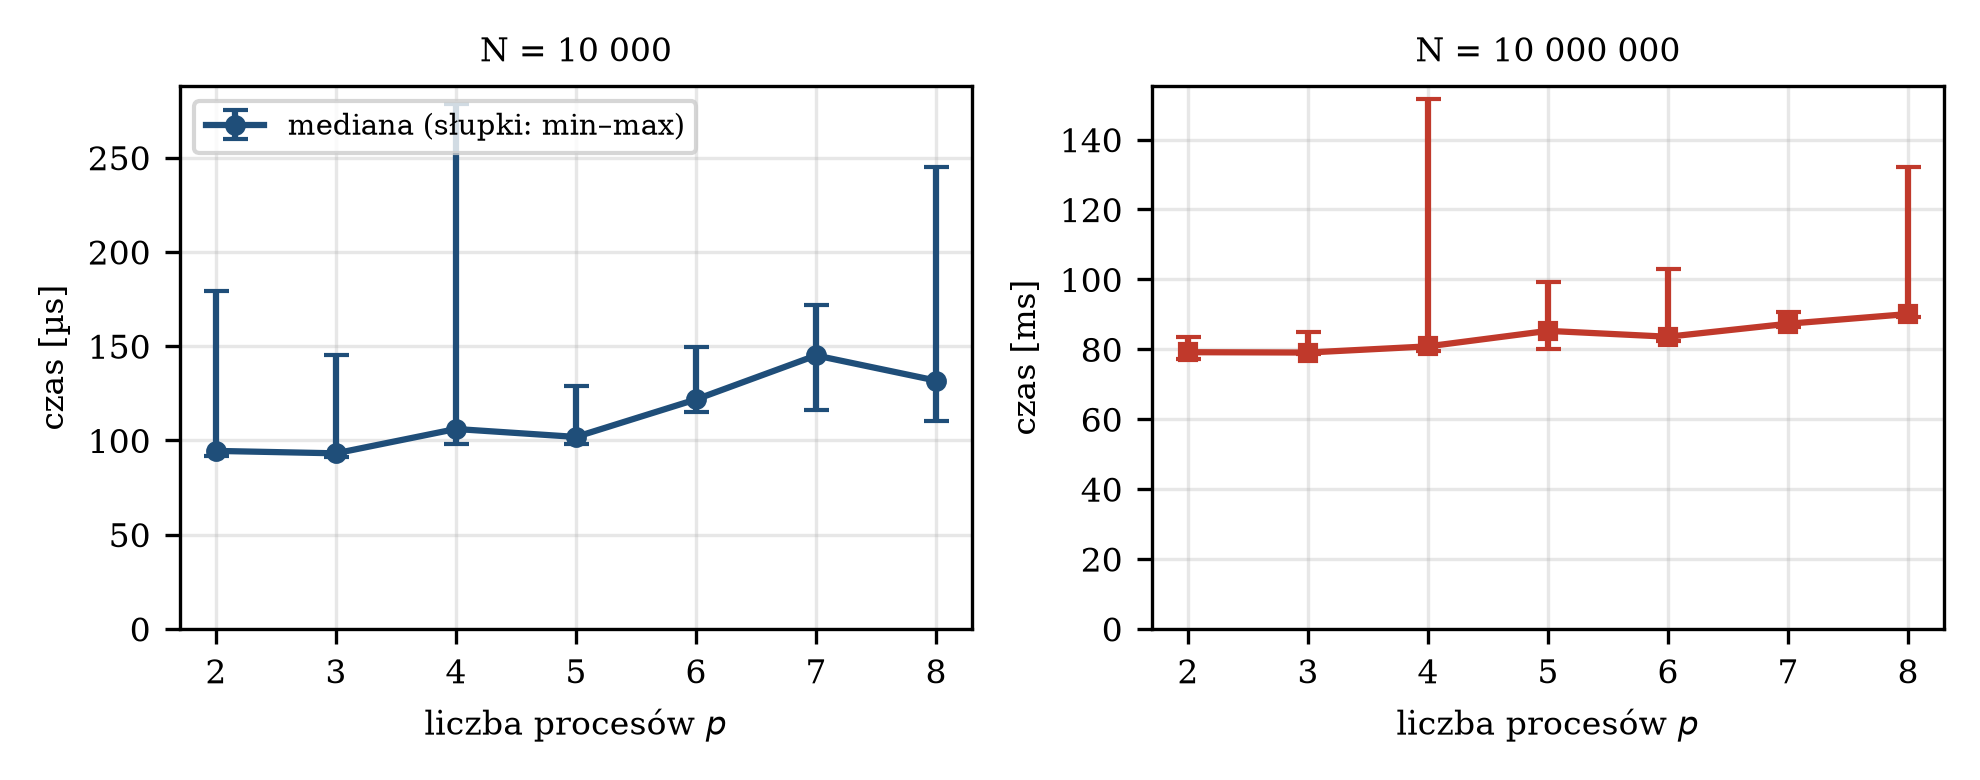 N = 10 000
mediana (słupki: min–max)
czas [µs]
250
200
150
100
50
0
2 3 4 5 6 7 8
liczba procesów p
N = 10 000 000
czas [ms]
140
120
100
80
60
40
20
0
2 3 4 5 6 7 8
liczba procesów p